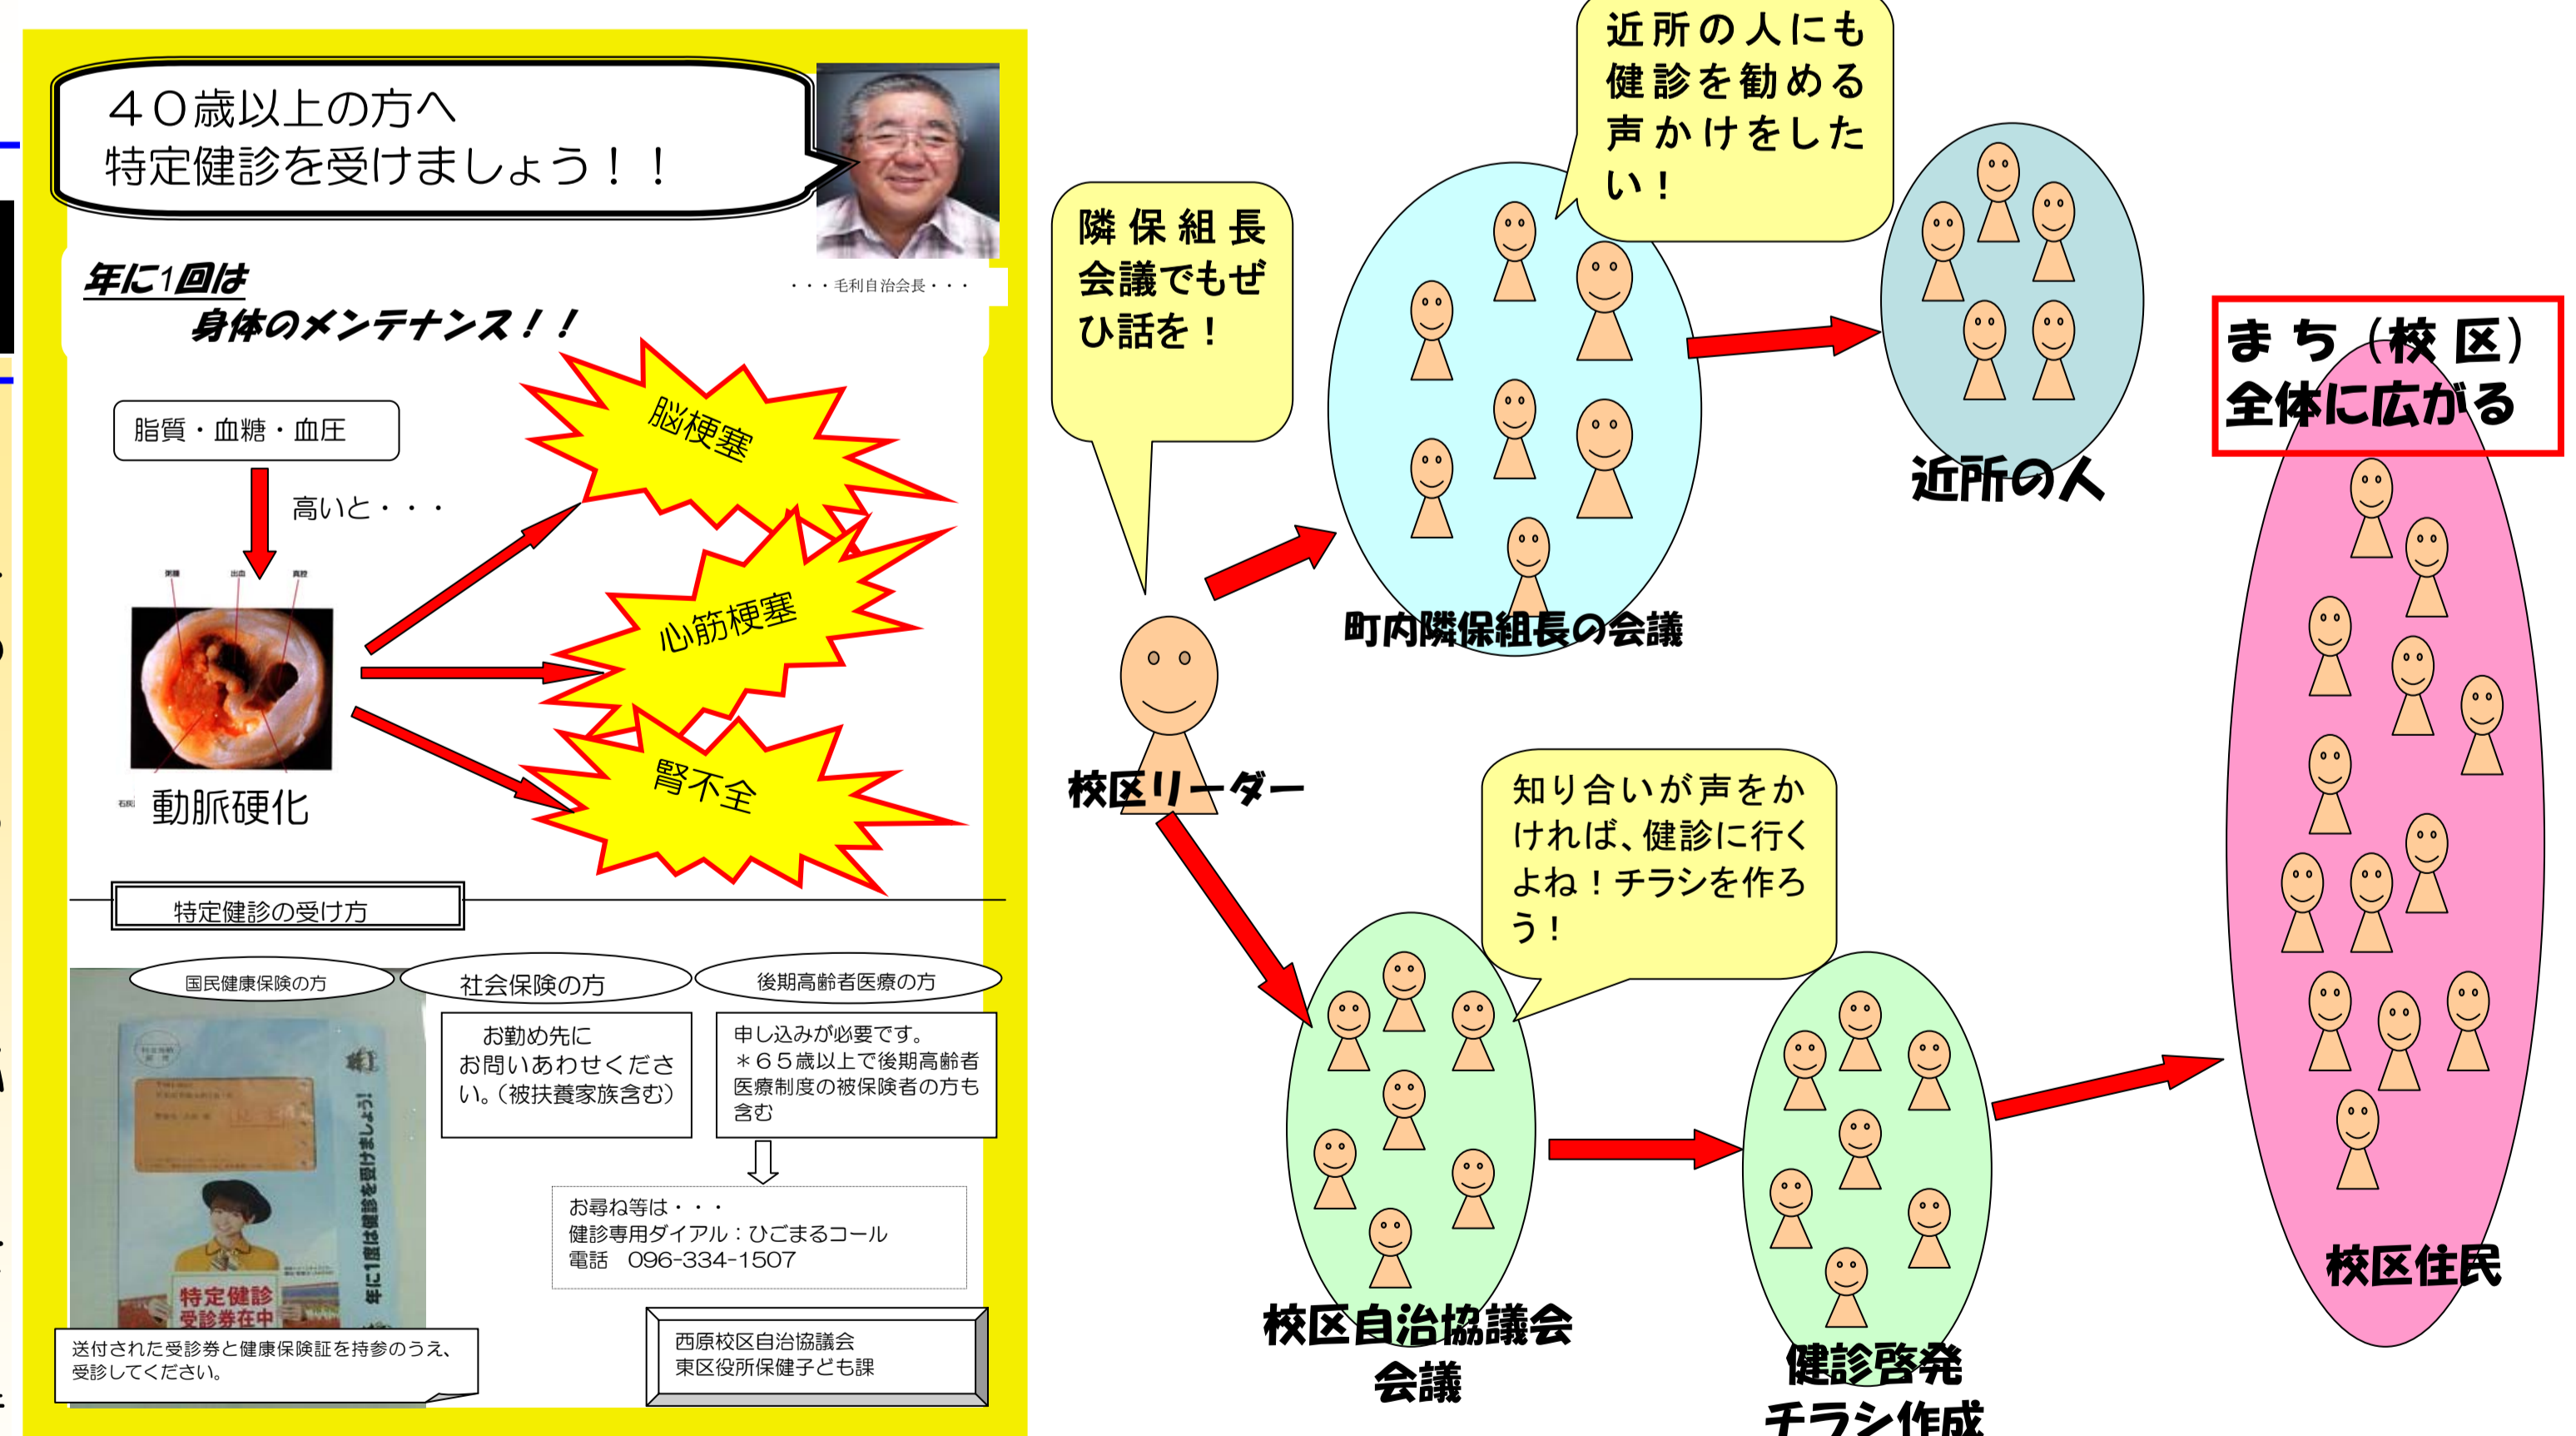 ４０歳以上の方へ
特定健診を受けましょう！！
・・・毛利自治会長・・・
年に1回は
身体のメンテナンス！！
脂質・血糖・血圧
高いと・・・
粥腫
出血
真腔
動脈硬化
脳梗塞
心筋梗塞
腎不全
特定健診の受け方
国民健康保険の方
社会保険の方
後期高齢者医療の方
お勤め先に
お問いあわせくださ
い。（被扶養家族含む）
申し込みが必要です。
＊６５歳以上で後期高齢者
医療制度の被保険者の方も
含む
年に1度は健診を受けましょう!
特定健診
受診券在中
お尋ね等は・・・
健診専用ダイアル：ひごまるコール
電話　096-334-1507
送付された受診券と健康保険証を持参のうえ、
受診してください。
西原校区自治協議会
東区役所保健子ども課
隣保組長
会議でもぜ
ひ話を！
近所の人にも
健診を勧める
声かけをした
い！
校区リーダー
町内隣保組長の会議
近所の人
まち（校区）
全体に広がる
知り合いが声をか
ければ、健診に行く
よね！チラシを作ろ
う！
校区自治協議会
会議
健診啓発
チラシ作成
校区住民